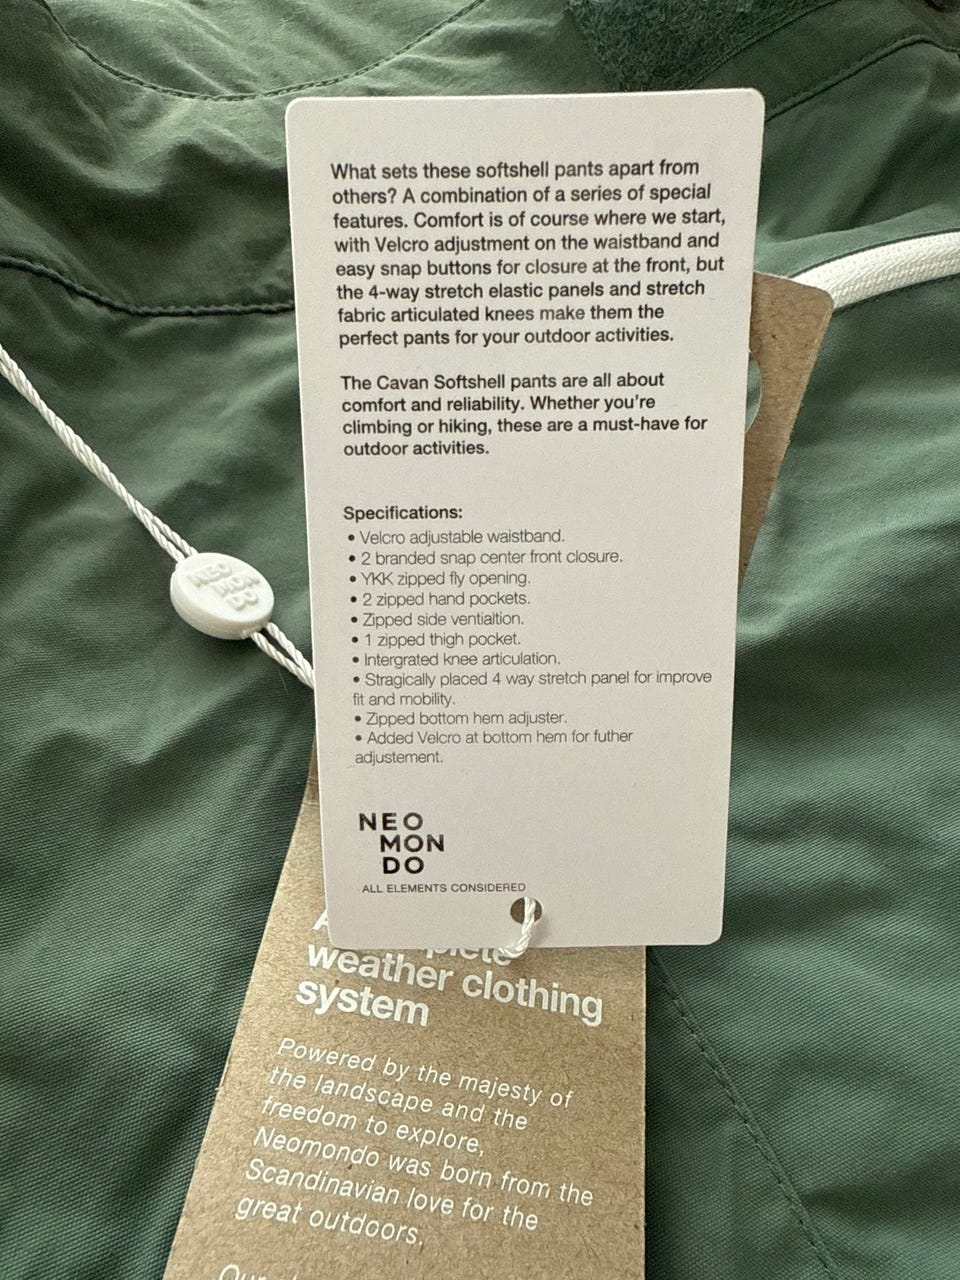 What sets these softshell pants apart from
others? A combination of a series of special
features. Comfort is of course where we start,
with Velcro adjustment on the waistband and
easy snap buttons for closure at the front, but
the 4-way stretch elastic panels and stretch
fabric articulated knees make them the
perfect pants for your outdoor activities.
The Cavan Softshell pants are all about
comfort and reliability. Whether you're
climbing or hiking, these are a must-have for
outdoor activities.
Specifications:
• Velcro adjustable waistband.
• 2 branded snap center front closure.
• YKK zipped fly opening.
• 2 zipped hand pockets.
• Zipped side ventialtion.
• 1 zipped thigh pocket.
• Intergrated knee articulation.
• Stragically placed 4 way stretch panel for improve
fit and mobility.
• Zipped bottom hem adjuster.
• Added Velcro at bottom hem for futher
adjustement.
NEO
MON
DO
ALL ELEMENTS CONSIDERED
NEO
MON
DO
weather clothing
system
Powered by the majesty of
the landscape and the
freedom to explore,
Neomondo was born from the
Scandinavian love for the
great outdoors.